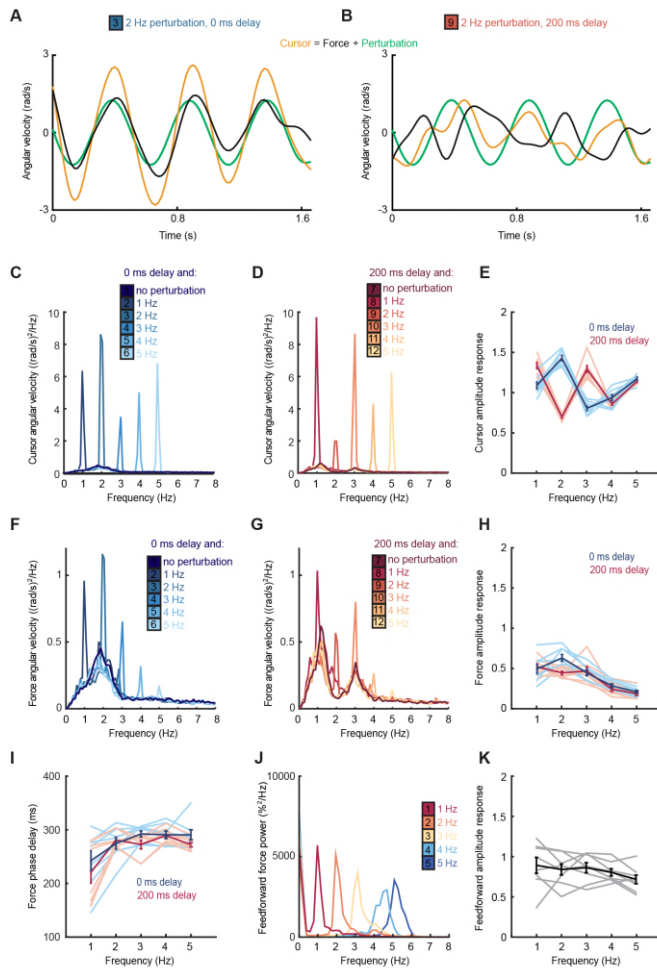 A
3 2 Hz perturbation, 0 ms delay
B
9 2 Hz perturbation, 200 ms delay
Cursor = Force + Perturbation
Angular velocity (rad/s)
3
0
-3
0
0.8
1.6
Time (s)
Angular velocity (rad/s)
3
0
-3
0
0.8
1.6
Time (s)
C
0 ms delay and:
no perturbation
2 1 Hz
3 2 Hz
4 3 Hz
5 4 Hz
6 5 Hz
Cursor angular velocity ((rad/s)²/Hz)
10
8
6
4
2
0
0 1 2 3 4 5 6 7 8
Frequency (Hz)
D
200 ms delay and:
7 no perturbation
8 1 Hz
9 2 Hz
10 3 Hz
11 4 Hz
12 5 Hz
Cursor angular velocity ((rad/s)²/Hz)
10
8
6
4
2
0
0 1 2 3 4 5 6 7 8
Frequency (Hz)
E
0 ms delay
200 ms delay
Cursor amplitude response
2
1.5
1
0.5
0
1 2 3 4 5
Frequency (Hz)
F
0 ms delay and:
no perturbation
2 1 Hz
3 2 Hz
4 3 Hz
5 4 Hz
6 5 Hz
Force angular velocity ((rad/s)²/Hz)
1
0.5
0
0 1 2 3 4 5 6 7 8
Frequency (Hz)
G
200 ms delay and:
7 no perturbation
8 1 Hz
9 2 Hz
10 3 Hz
11 4 Hz
12 5 Hz
Force angular velocity ((rad/s)²/Hz)
1
0.5
0
0 1 2 3 4 5 6 7 8
Frequency (Hz)
H
0 ms delay
200 ms delay
Force amplitude response
2
1.5
1
0.5
0
1 2 3 4 5
Frequency (Hz)
I
Force phase delay (ms)
400
300
200
100
0 ms delay
200 ms delay
1 2 3 4 5
Frequency (Hz)
J
Feedforward force power (%²/Hz)
10000
5000
0
1 1 Hz
2 2 Hz
3 3 Hz
4 4 Hz
5 5 Hz
0 1 2 3 4 5 6 7 8
Frequency (Hz)
K
Feedforward amplitude response
2
1.5
1
0.5
0
1 2 3 4 5
Frequency (Hz)